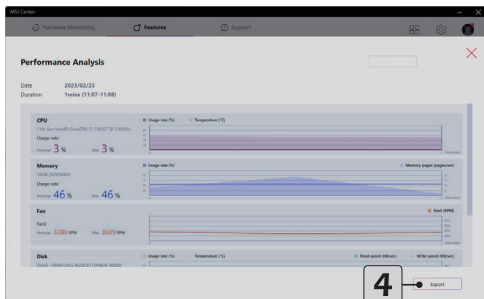 MSI Center
Hardware Monitoring
Features
Support
Performance Analysis
Date 2023/02/23
Duration 1mins (11:07-11:08)
CPU
Usage rate (%) Temperature (°C)
Usage rate
Average 3 % Max. 3 %
Memory
Usage rate (%) Memory pages (pages/sec)
Usage rate
Average 46 % Max. 46 %
Fan
Fan0 (RPM)
Fan0
Average 3280 RPM Max. 3609 RPM
Disk
Usage rate (%) Temperature (°C) Read speed (KB/sec) Write speed (KB/sec)
4
Export